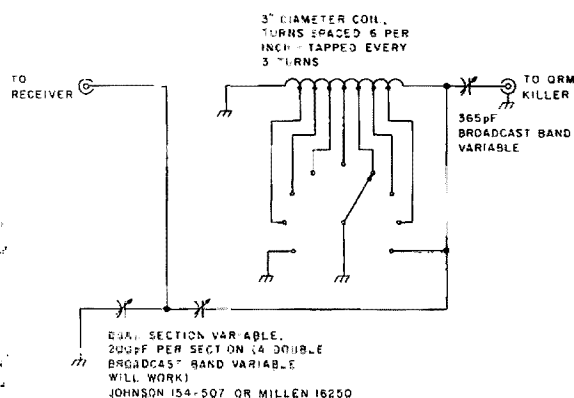 3" DIAMETER COIL,
TURNS SPACED 6 PER
INCH - TAPPED EVERY
3 TURNS
TO
RECEIVER
TO QRM
KILLER
365pF
BROADCAST BAND
VARIABLE
DUAL SECTION VARIABLE,
200pF PER SECTION (A DOUBLE
BROADCAST BAND VARIABLE
WILL WORK)
JOHNSON 154-507 OR MILLEN 16250